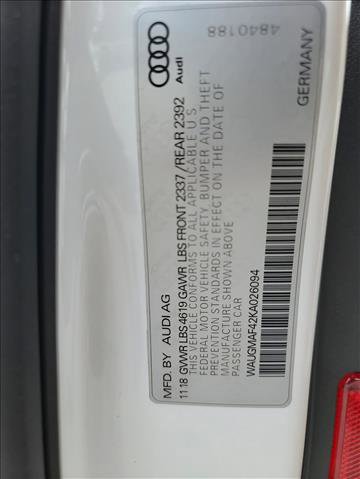 4840188
Audi
MFD. BY AUDI AG
11.18 GVWR LBS 4619 GAWR LBS FRONT 2337/REAR 2392
THIS VEHICLE CONFORMS TO ALL APPLICABLE U S
FEDERAL MOTOR VEHICLE SAFETY, BUMPER AND THEFT
PREVENTION STANDARDS IN EFFECT ON THE DATE OF
MANUFACTURE SHOWN ABOVE
PASSENGER CAR
WAUGMAF42KA026094
GERMANY